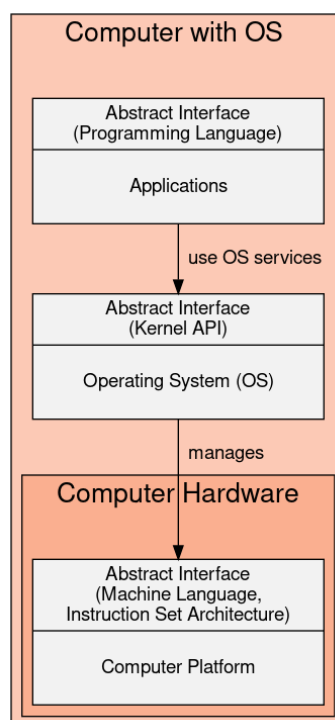 Computer with OS
Abstract Interface
(Programming Language)
Applications
use OS services
Abstract Interface
(Kernel API)
Operating System (OS)
manages
Computer Hardware
Abstract Interface
(Machine Language,
Instruction Set Architecture)
Computer Platform